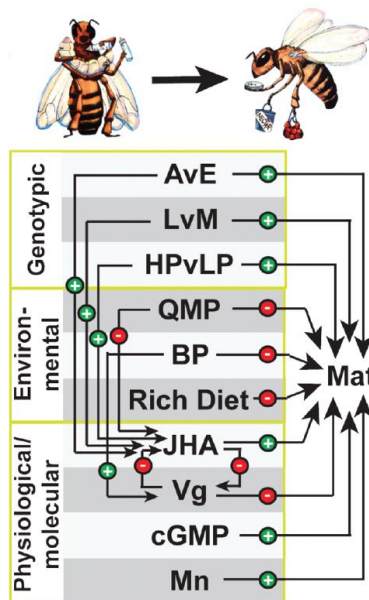 Genotypic
AvE
LvM
HPvLP
Environ-
mental
QMP
BP
Rich Diet
Mat
Physiological/
molecular
JHA
Vg
cGMP
Mn